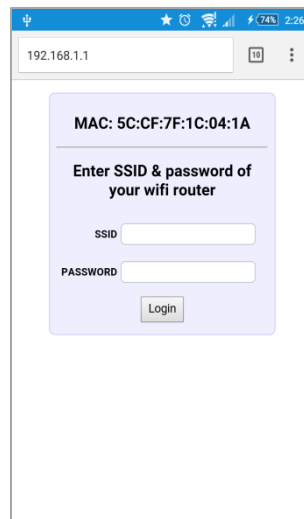 74% 2:26
192.168.1.1
10
MAC: 5C:CF:7F:1C:04:1A
Enter SSID & password of
your wifi router
SSID
PASSWORD
Login